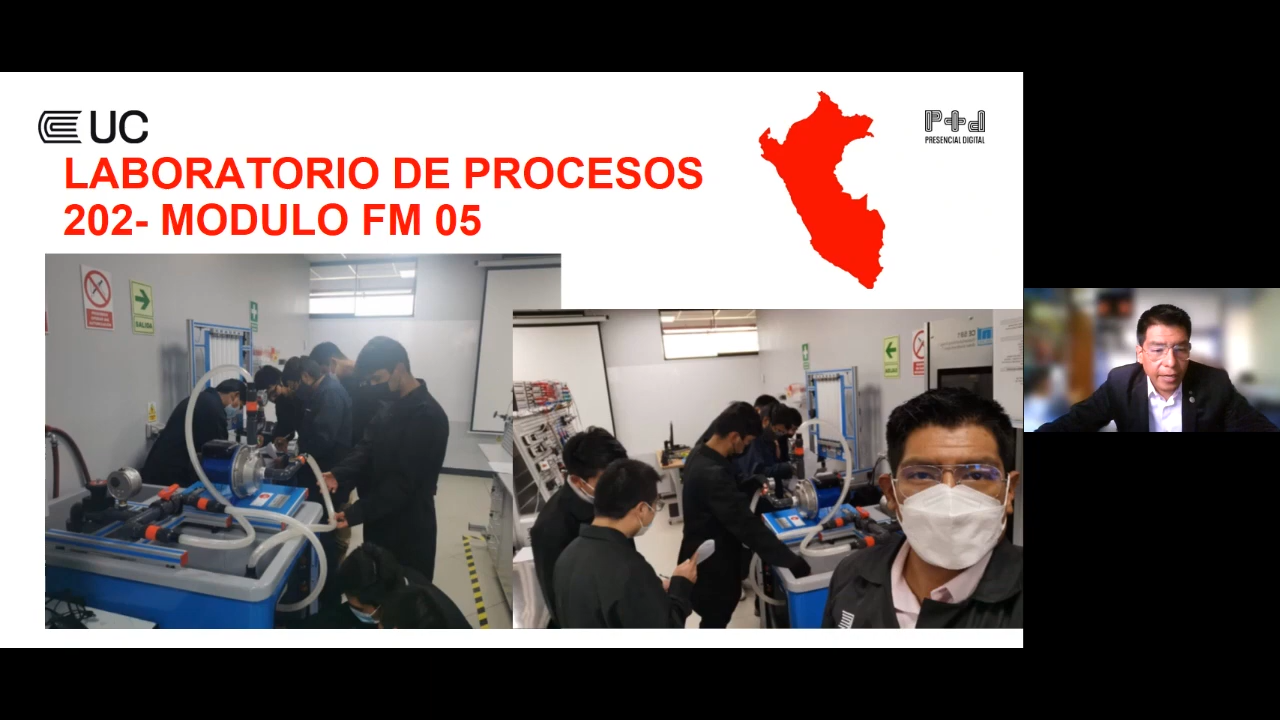 UC
P+d
PRESENCIAL DIGITAL
LABORATORIO DE PROCESOS
202- MODULO FM 05
SALIDA